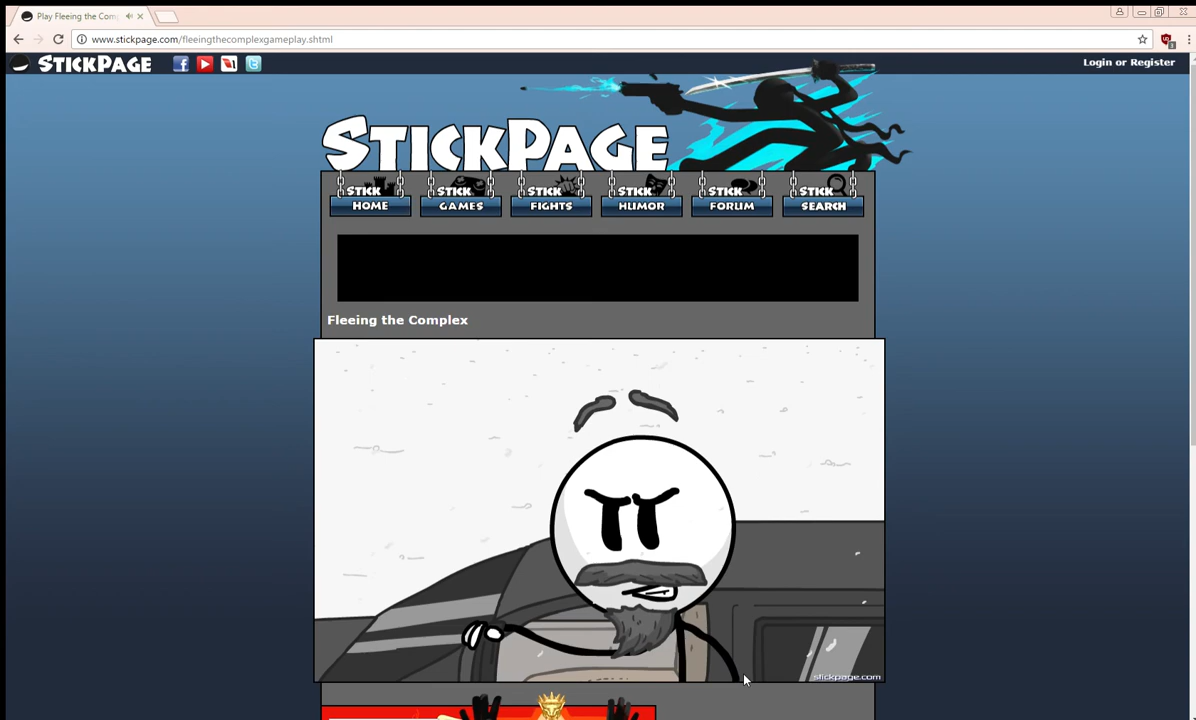 Play Fleeing the Com
www.stickpage.com/fleeingthecomplexgameplay.shtml
STICKPAGE
Login or Register
STICKPAGE
STICK HOME
STICK GAMES
STICK FIGHTS
STICK HUMOR
STICK FORUM
STICK SEARCH
Fleeing the Complex
stickpage.com